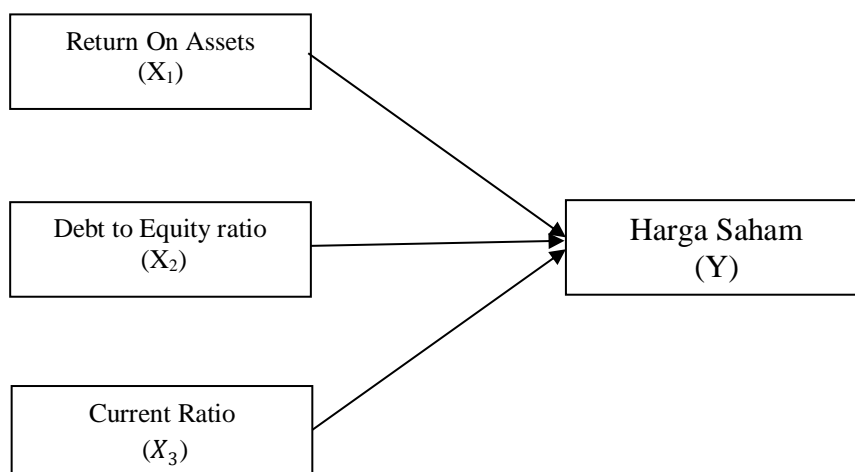 Return On Assets
(X₁)
Debt to Equity ratio
(X₂)
Harga Saham
(Y)
Current Ratio
(X₃)